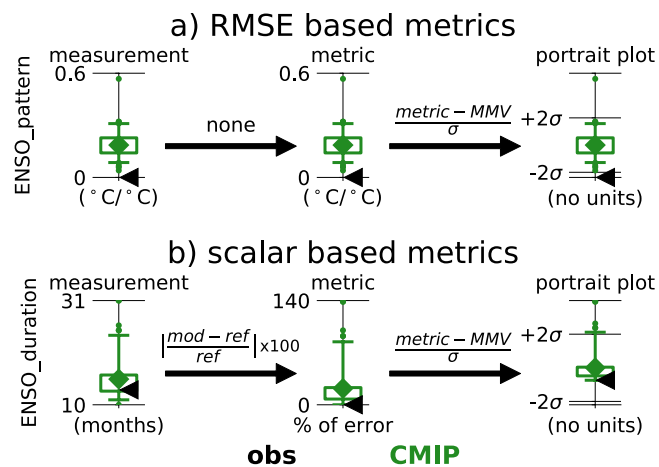 a) RMSE based metrics
measurement metric portrait plot
ENSO_pattern
0.6 0.6
none
metric − MMV
σ
+2σ
-2σ
0 0
(°C/°C) (°C/°C) (no units)
b) scalar based metrics
measurement metric portrait plot
ENSO_duration
31 140
|mod − ref
ref| x100
metric − MMV
σ
+2σ
-2σ
10 0
(months) % of error (no units)
obs CMIP